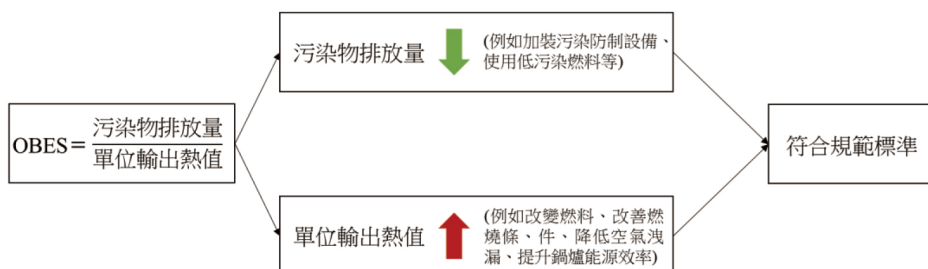 污染物排放量
(例如加裝污染防制設備、
使用低污染燃料等)
OBES=污染物排放量
單位輸出熱值
符合規範標準
單位輸出熱值
(例如改變燃料、改善燃
燒條、件、降低空氣洩
漏、提升鍋爐能源效率)